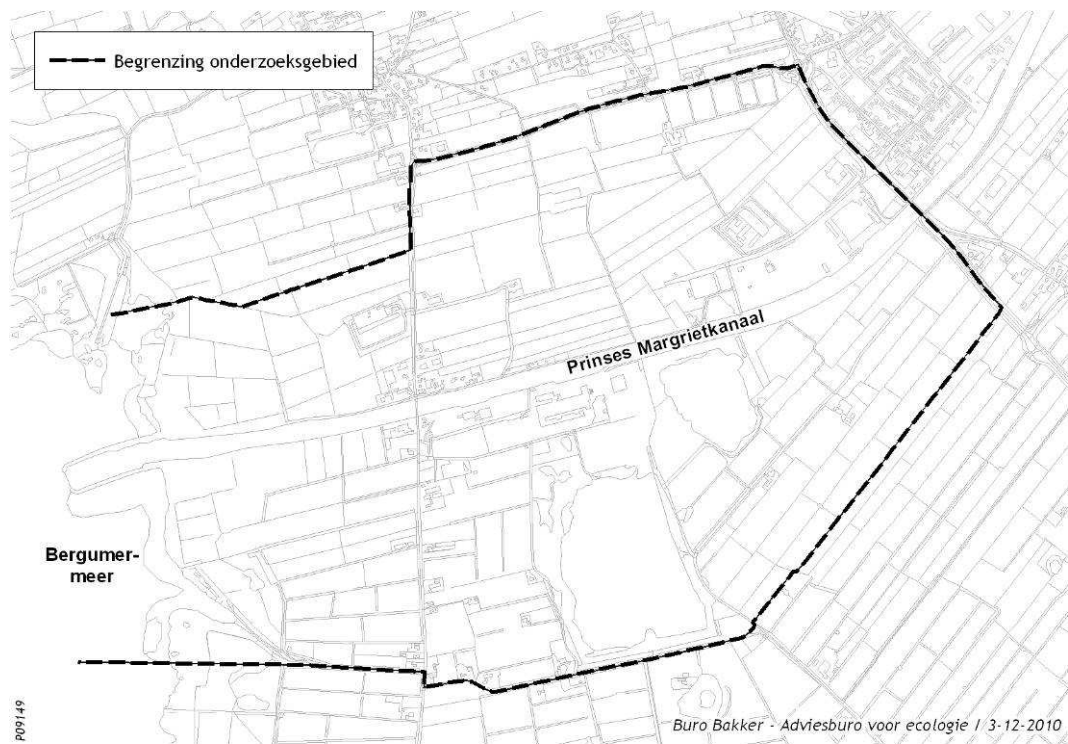 Begrenzing onderzoeksgebied
Prinses Margrietkanaal
Bergumer-
meer
P09149
Buro Bakker - Adviesburo voor ecologie / 3-12-2010